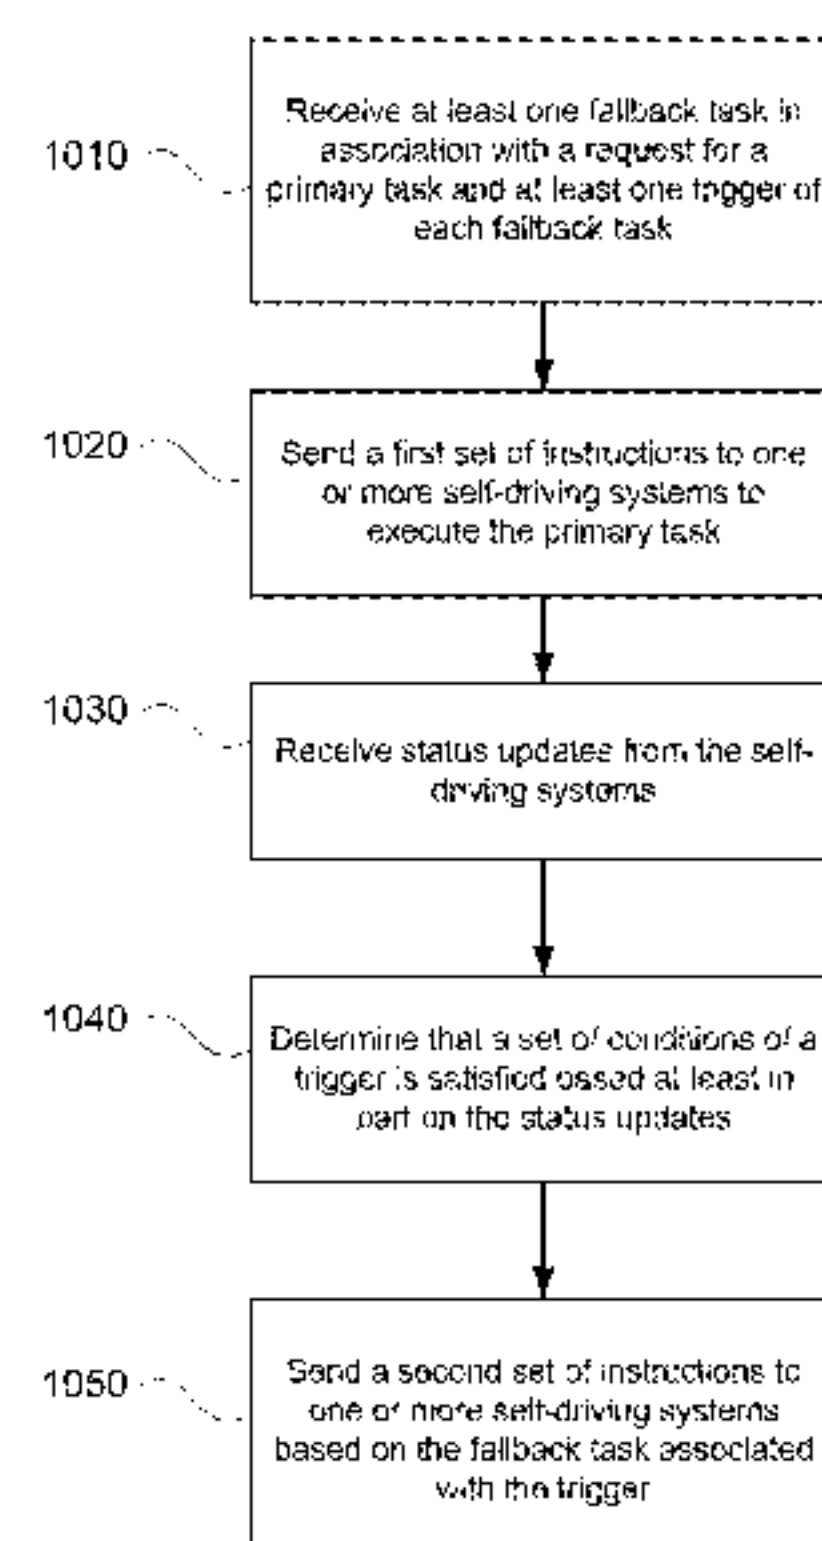 1010
Receive at least one fallback task in
association with a request for a
primary task and at least one trigger of
each fallback task
1020
Send a first set of instructions to one
or more self-driving systems to
execute the primary task
1030
Receive status updates from the self-
driving systems
1040
Determine that a set of conditions of a
trigger is satisfied based at least in
part on the status updates
1050
Send a second set of instructions to
one or more self-driving systems
based on the fallback task associated
with the trigger